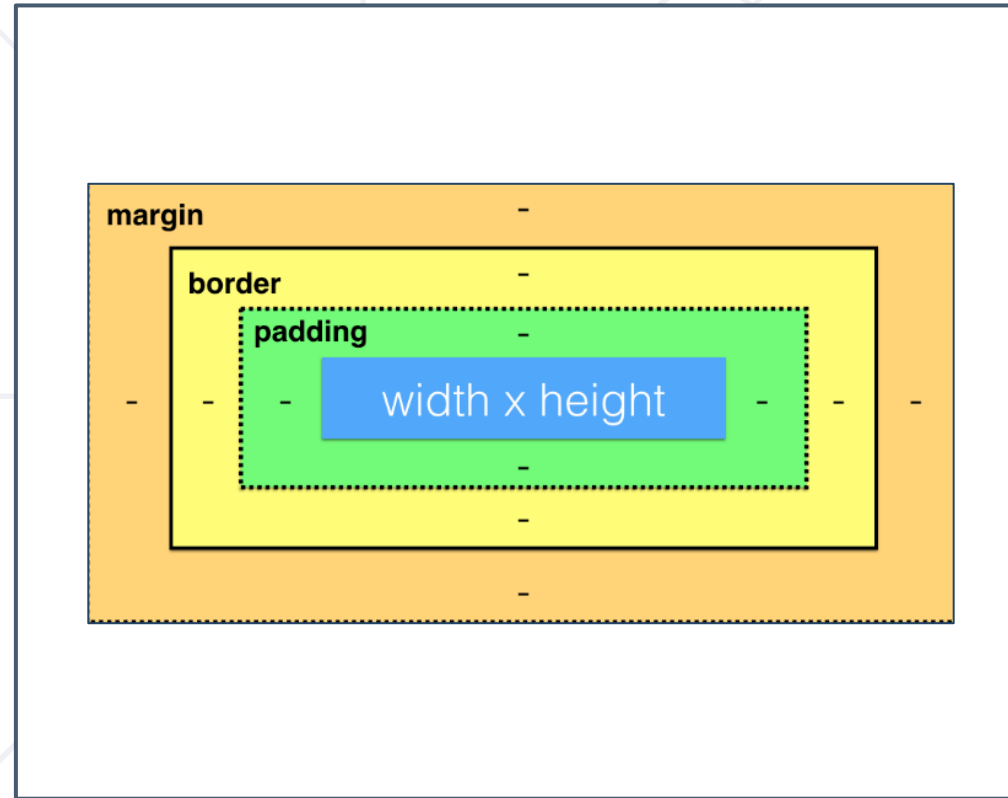 margin -
border -
padding -
- - - width x height - - -
-
-
-